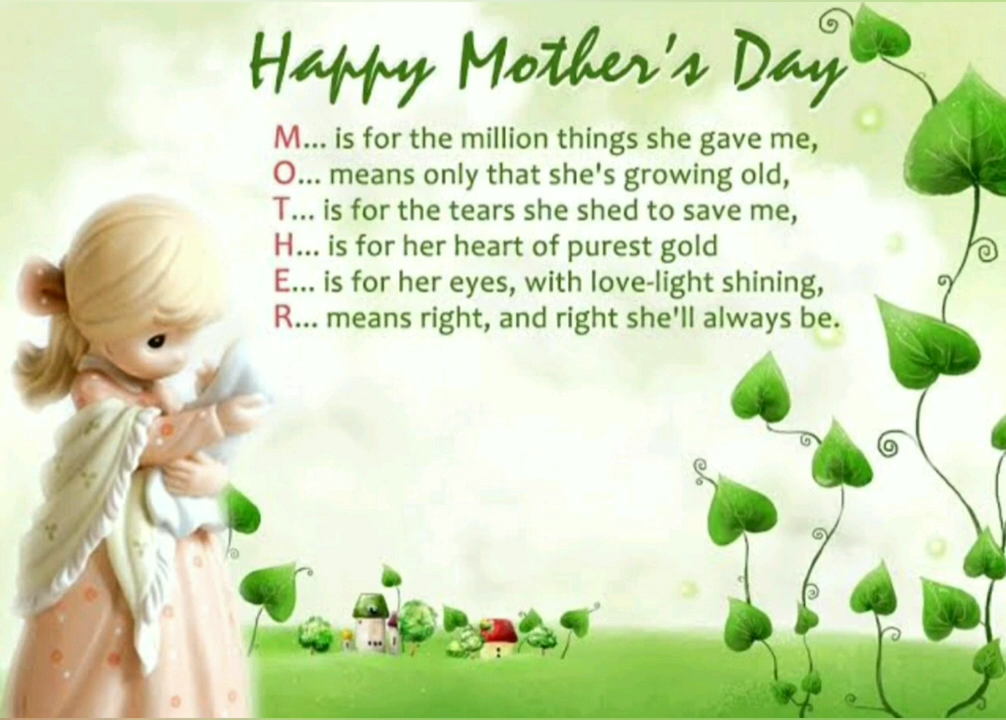 Happy Mother's Day
M... is for the million things she gave me,
O... means only that she's growing old,
T... is for the tears she shed to save me,
H... is for her heart of purest gold
E... is for her eyes, with love-light shining,
R... means right, and right she'll always be.